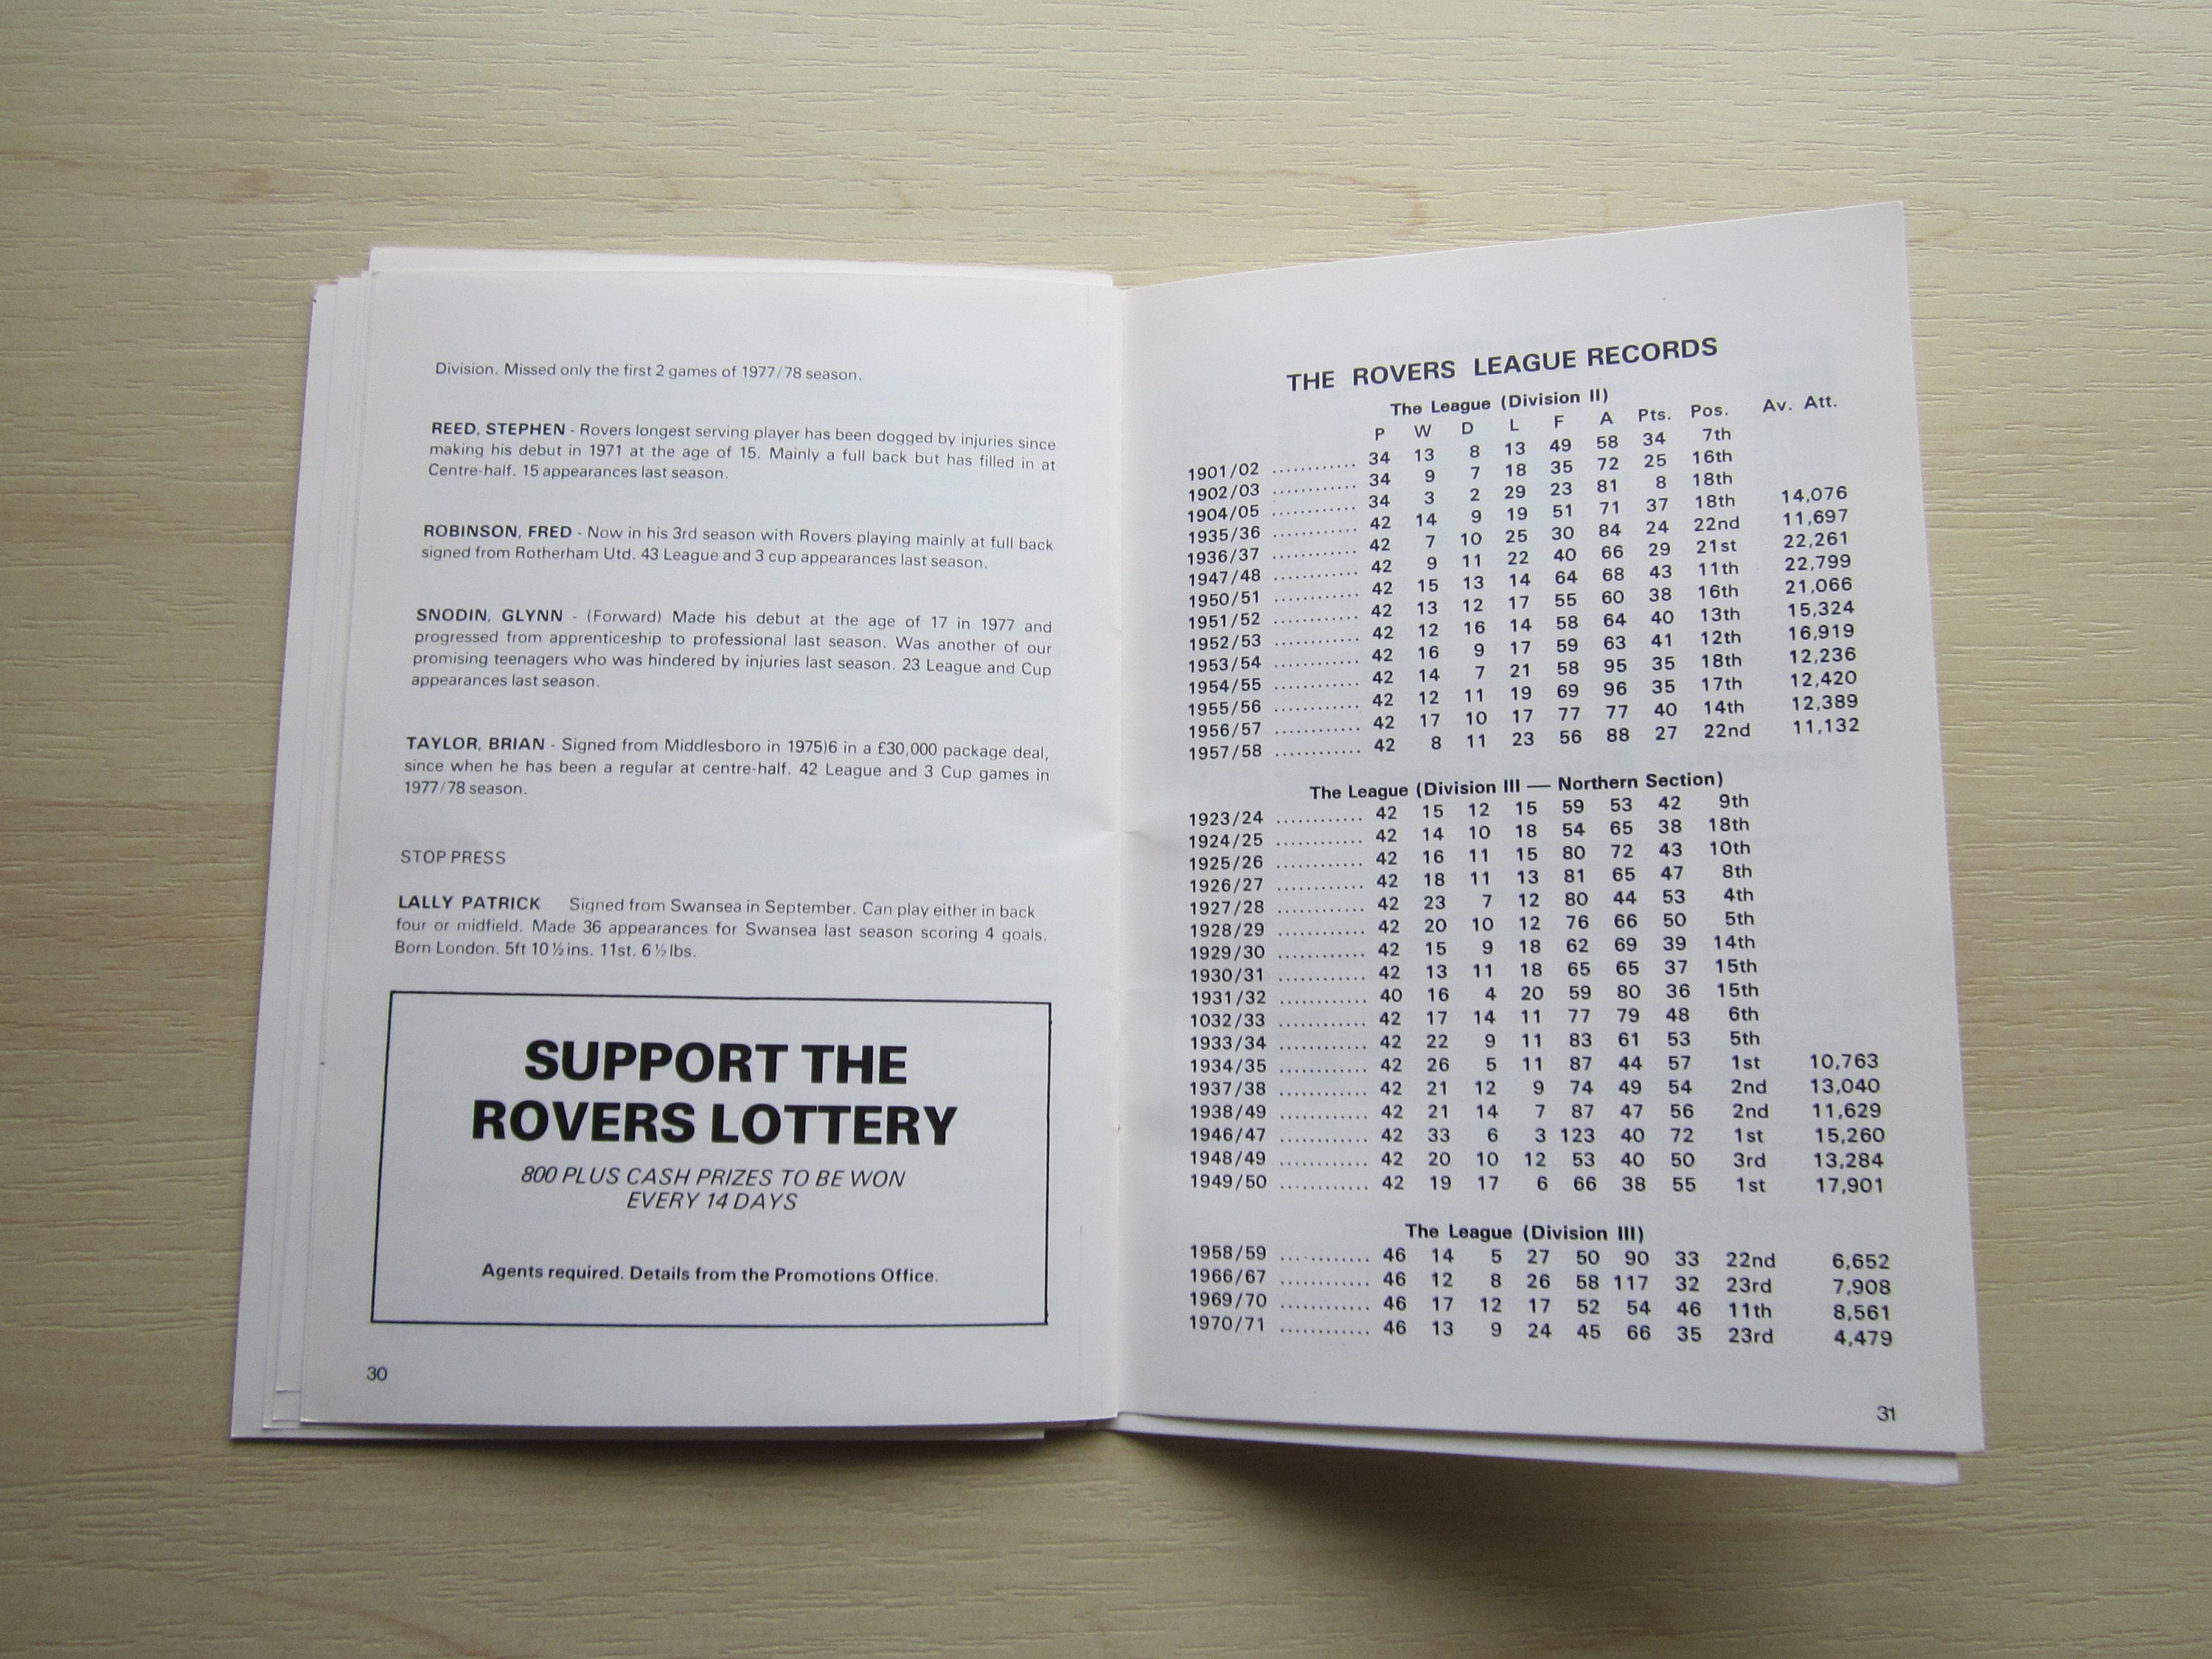 Division. Missed only the first 2 games of 1977/78 season.
REED, STEPHEN - Rovers longest serving player has been dogged by injuries since
making his debut in 1971 at the age of 15. Mainly a full back but has filled in at
Centre-half. 15 appearances last season.
ROBINSON, FRED - Now in his 3rd season with Rovers playing mainly at full back
signed from Rotherham Utd. 43 League and 3 cup appearances last season.
SNODIN, GLYNN - (Forward) Made his debut at the age of 17 in 1977 and
progressed from apprenticeship to professional last season. Was another of our
promising teenagers who was hindered by injuries last season. 23 League and Cup
appearances last season.
TAYLOR, BRIAN - Signed from Middlesboro in 1975)6 in a £30,000 package deal,
since when he has been a regular at centre-half. 42 League and 3 Cup games in
1977/78 season.
STOP PRESS
LALLY PATRICK Signed from Swansea in September. Can play either in back
four or midfield. Made 36 appearances for Swansea last season scoring 4 goals.
Born London. 5ft 10½ins. 11st. 6½lbs.
SUPPORT THE
ROVERS LOTTERY
800 PLUS CASH PRIZES TO BE WON
EVERY 14 DAYS
Agents required. Details from the Promotions Office.
30
THE ROVERS LEAGUE RECORDS
The League (Division II)
P W D L F A Pts. Pos. Av. Att.
1901/02 ............ 34 13 8 13 49 58 34 7th
1902/03 ............ 34 9 7 18 35 72 25 16th
1904/05 ............ 34 3 2 29 23 81 8 18th
1935/36 ............ 42 14 9 19 51 71 37 18th 14,076
1936/37 ............ 42 7 10 25 30 84 24 22nd 11,697
1947/48 ............ 42 9 11 22 40 66 29 21st 22,261
1950/51 ............ 42 15 13 14 64 68 43 11th 22,799
1951/52 ............ 42 13 12 17 55 60 38 16th 21,066
1952/53 ............ 42 12 16 14 58 64 40 13th 15,324
1953/54 ............ 42 16 9 17 59 63 41 12th 16,919
1954/55 ............ 42 14 7 21 58 95 35 18th 12,236
1955/56 ............ 42 12 11 19 69 96 35 17th 12,420
1956/57 ............ 42 17 10 17 77 77 40 14th 12,389
1957/58 ............ 42 8 11 23 56 88 27 22nd 11,132
The League (Division III — Northern Section)
1923/24 ............ 42 15 12 15 59 53 42 9th
1924/25 ............ 42 14 10 18 54 65 38 18th
1925/26 ............ 42 16 11 15 80 72 43 10th
1926/27 ............ 42 18 11 13 81 65 47 8th
1927/28 ............ 42 23 7 12 80 44 53 4th
1928/29 ............ 42 20 10 12 76 66 50 5th
1929/30 ............ 42 15 9 18 62 69 39 14th
1930/31 ............ 42 13 11 18 65 65 37 15th
1931/32 ............ 40 16 4 20 59 80 36 15th
1032/33 ............ 42 17 14 11 77 79 48 6th
1933/34 ............ 42 22 9 11 83 61 53 5th
1934/35 ............ 42 26 5 11 87 44 57 1st 10,763
1937/38 ............ 42 21 12 9 74 49 54 2nd 13,040
1938/49 ............ 42 21 14 7 87 47 56 2nd 11,629
1946/47 ............ 42 33 6 3 123 40 72 1st 15,260
1948/49 ............ 42 20 10 12 53 40 50 3rd 13,284
1949/50 ............ 42 19 17 6 66 38 55 1st 17,901
The League (Division III)
1958/59 ............ 46 14 5 27 50 90 33 22nd 6,652
1966/67 ............ 46 12 8 26 58 117 32 23rd 7,908
1969/70 ............ 46 17 12 17 52 54 46 11th 8,561
1970/71 ............ 46 13 9 24 45 66 35 23rd 4,479
31